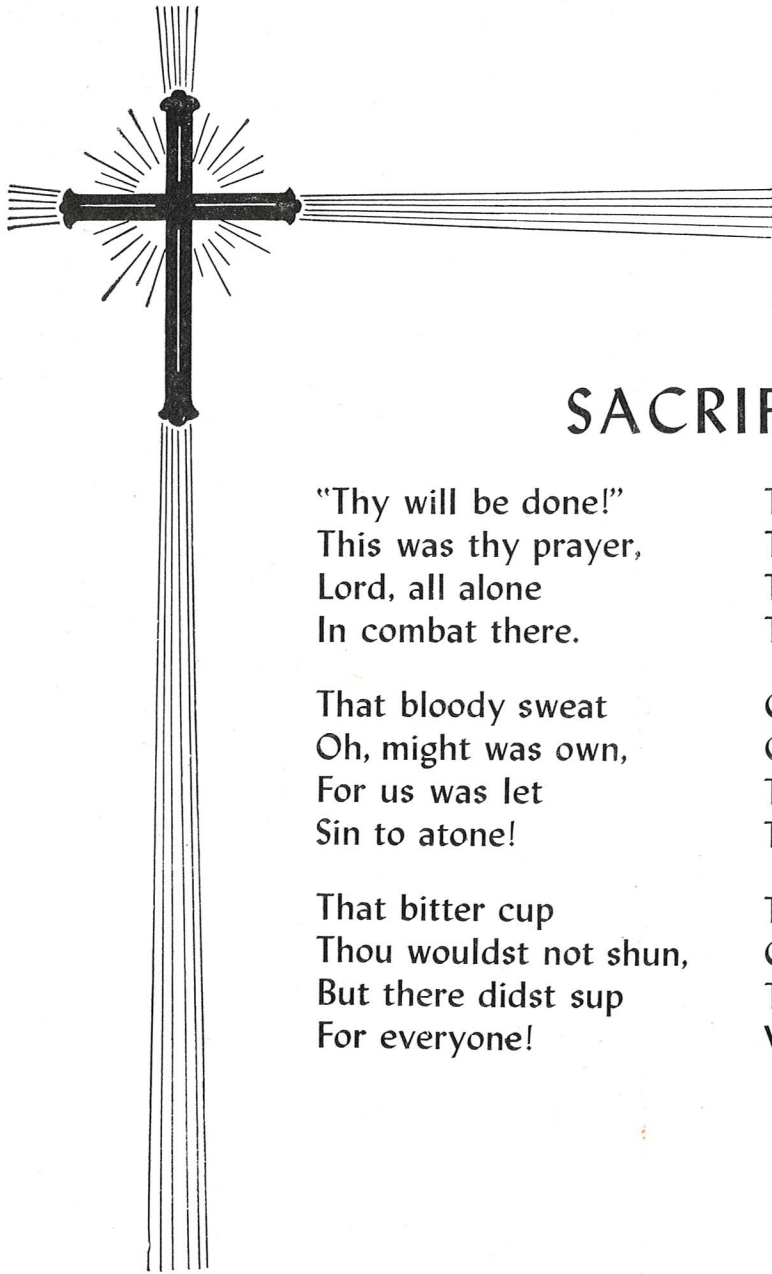 SACRIF
"Thy will be done!"
This was thy prayer,
Lord, all alone
In combat there.
That bloody sweat
Oh, might was own,
For us was let
Sin to atone!
That bitter cup
Thou wouldst not shun,
But there didst sup
For everyone!